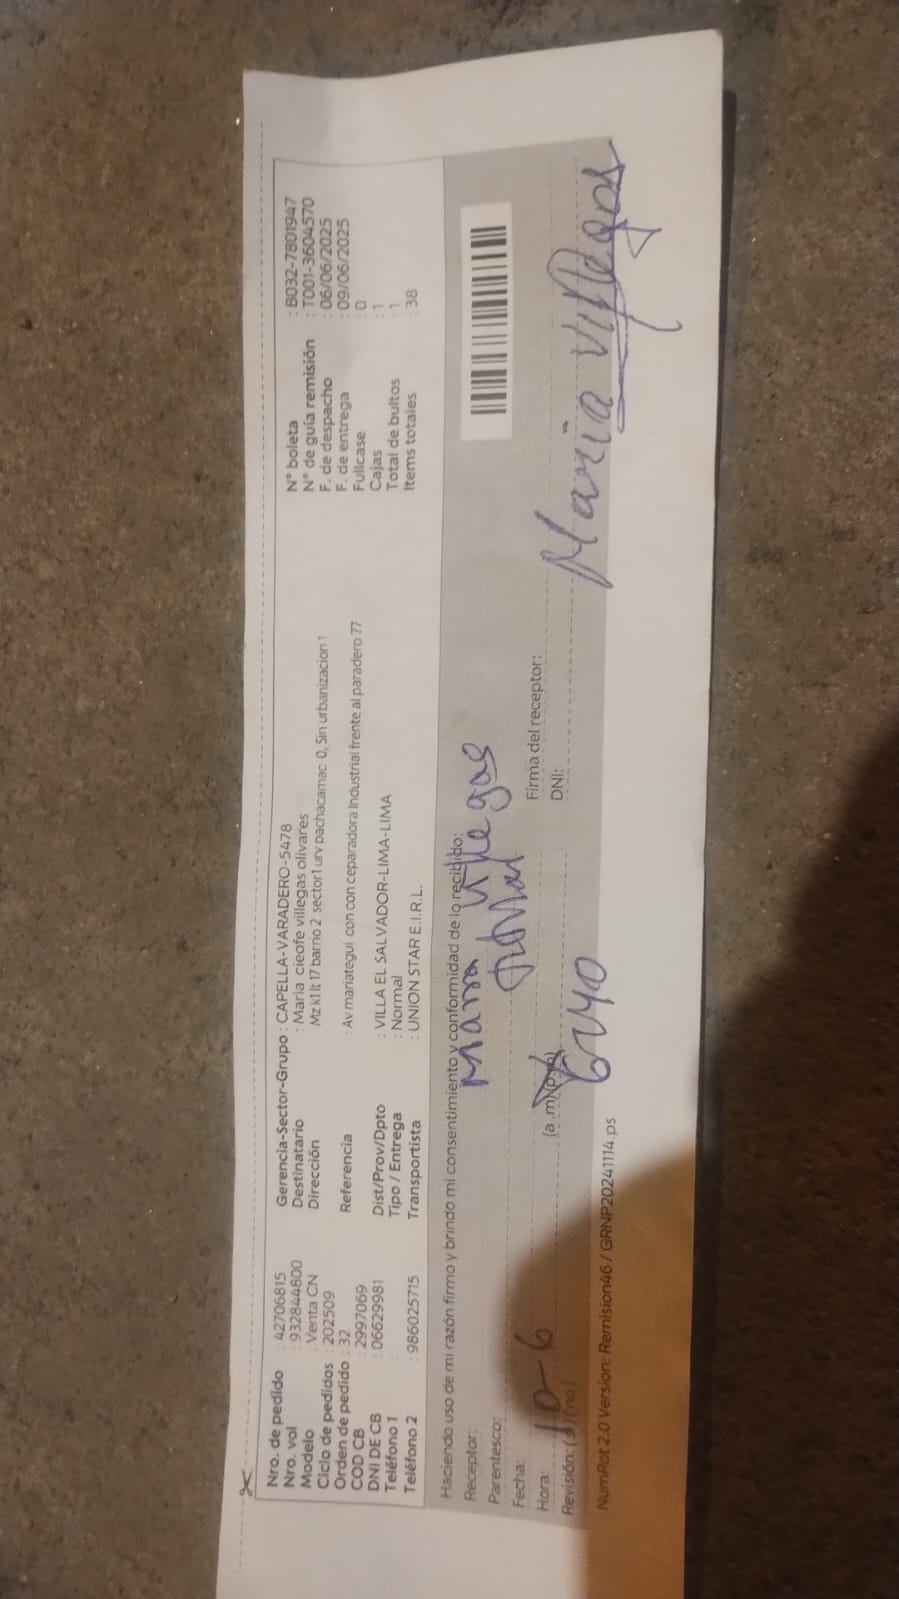 Nro. de pedido : 42706815 Gerencia-Sector-Grupo : CAPELLA-VARADERO-5478 N° boleta : B032-7801947
Nro. vol : 932844800 Destinatario : Maria cleofe villegas olivares N° de guía remisión : T001-3604570
Modelo : Venta CN Dirección Mz k1 lt 17 barrio 2 sector1 urv pachacamac 0, Sin urbanizacion 1 F. de despacho : 06/06/2025
Ciclo de pedidos : 202509 F. de entrega : 09/06/2025
Orden de pedido : 32 Referencia : Av mariategui con con ceparadora Industrial frente al paradero 77 Fullcase : 0
COD CB : 2997069 Cajas : 1
DNI DE CB : 06629981 Dist/Prov/Dpto : VILLA EL SALVADOR-LIMA-LIMA Total de bultos : 1
Teléfono 1 : Tipo / Entrega : Normal Items totales : 38
Teléfono 2 : 986025715 Transportista : UNION STAR E.I.R.L.
Haciendo uso de mi razón firmo y brindo mi consentimiento y conformidad de lo recibido:
Receptor: Maria Villegas
Parentesco: titular
Fecha: 10-6 Firma del receptor: Maria Villegas
Hora: (a .m/p.m) DNI:
Revisión: (si) (no) 6:40
NumRot 2.0 Version: Remision46 / GRNP20241114.ps